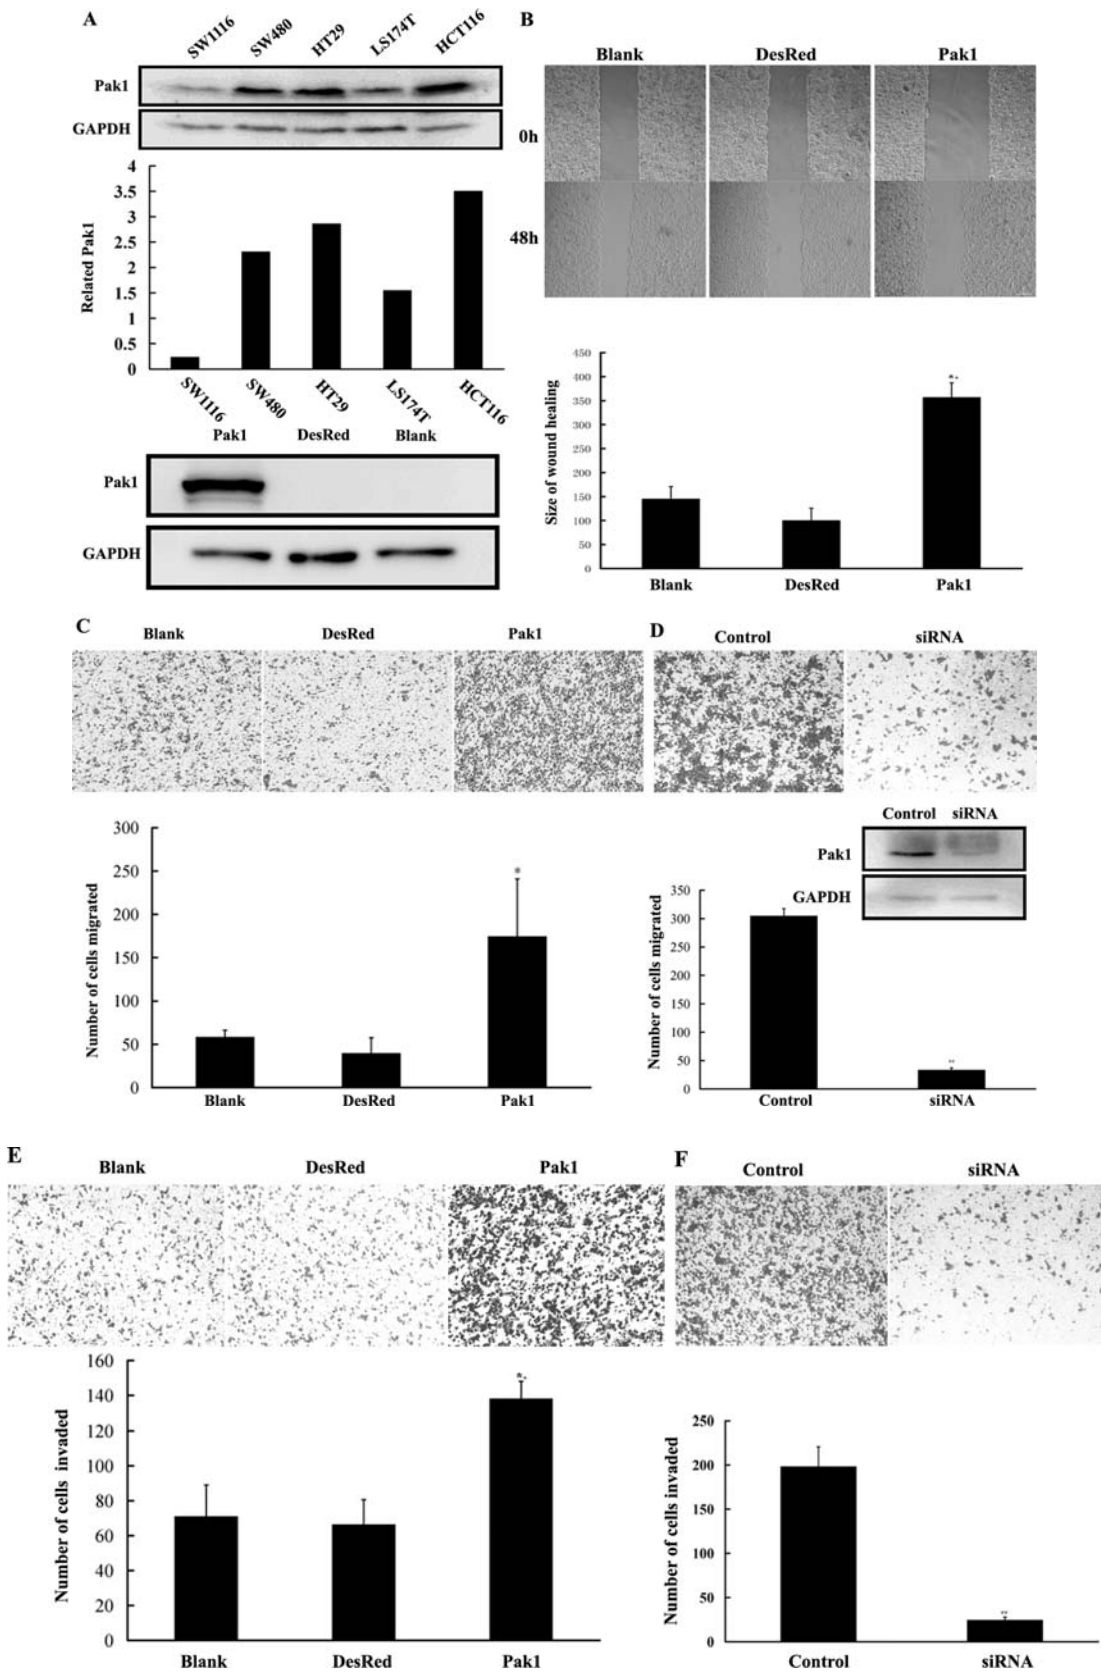 A
SW1116 SW480 HT29 LS174T HCT116
Pak1
GAPDH
4
3.5
3
2.5
2
1.5
1
0.5
0
Related Pak1
SW1116 SW480 HT29 LS174T HCT116
Pak1 DesRed Blank
Pak1
GAPDH
B
Blank DesRed Pak1
0h
48h
450
400
350
300
250
200
150
100
50
0
Size of wound healing
*
Blank DesRed Pak1
C
Blank DesRed Pak1
300
250
200
150
100
50
0
Number of cells migrated
*
Blank DesRed Pak1
D
Control siRNA
Control siRNA
Pak1
GAPDH
350
300
250
300
150
100
50
0
Number of cells migrated
**
Control siRNA
E
Blank DesRed Pak1
160
140
120
100
80
60
40
20
0
Number of cells invaded
*
Blank DesRed Pak1
F
Control siRNA
250
200
150
100
50
0
Number of cells invaded
**
Control siRNA